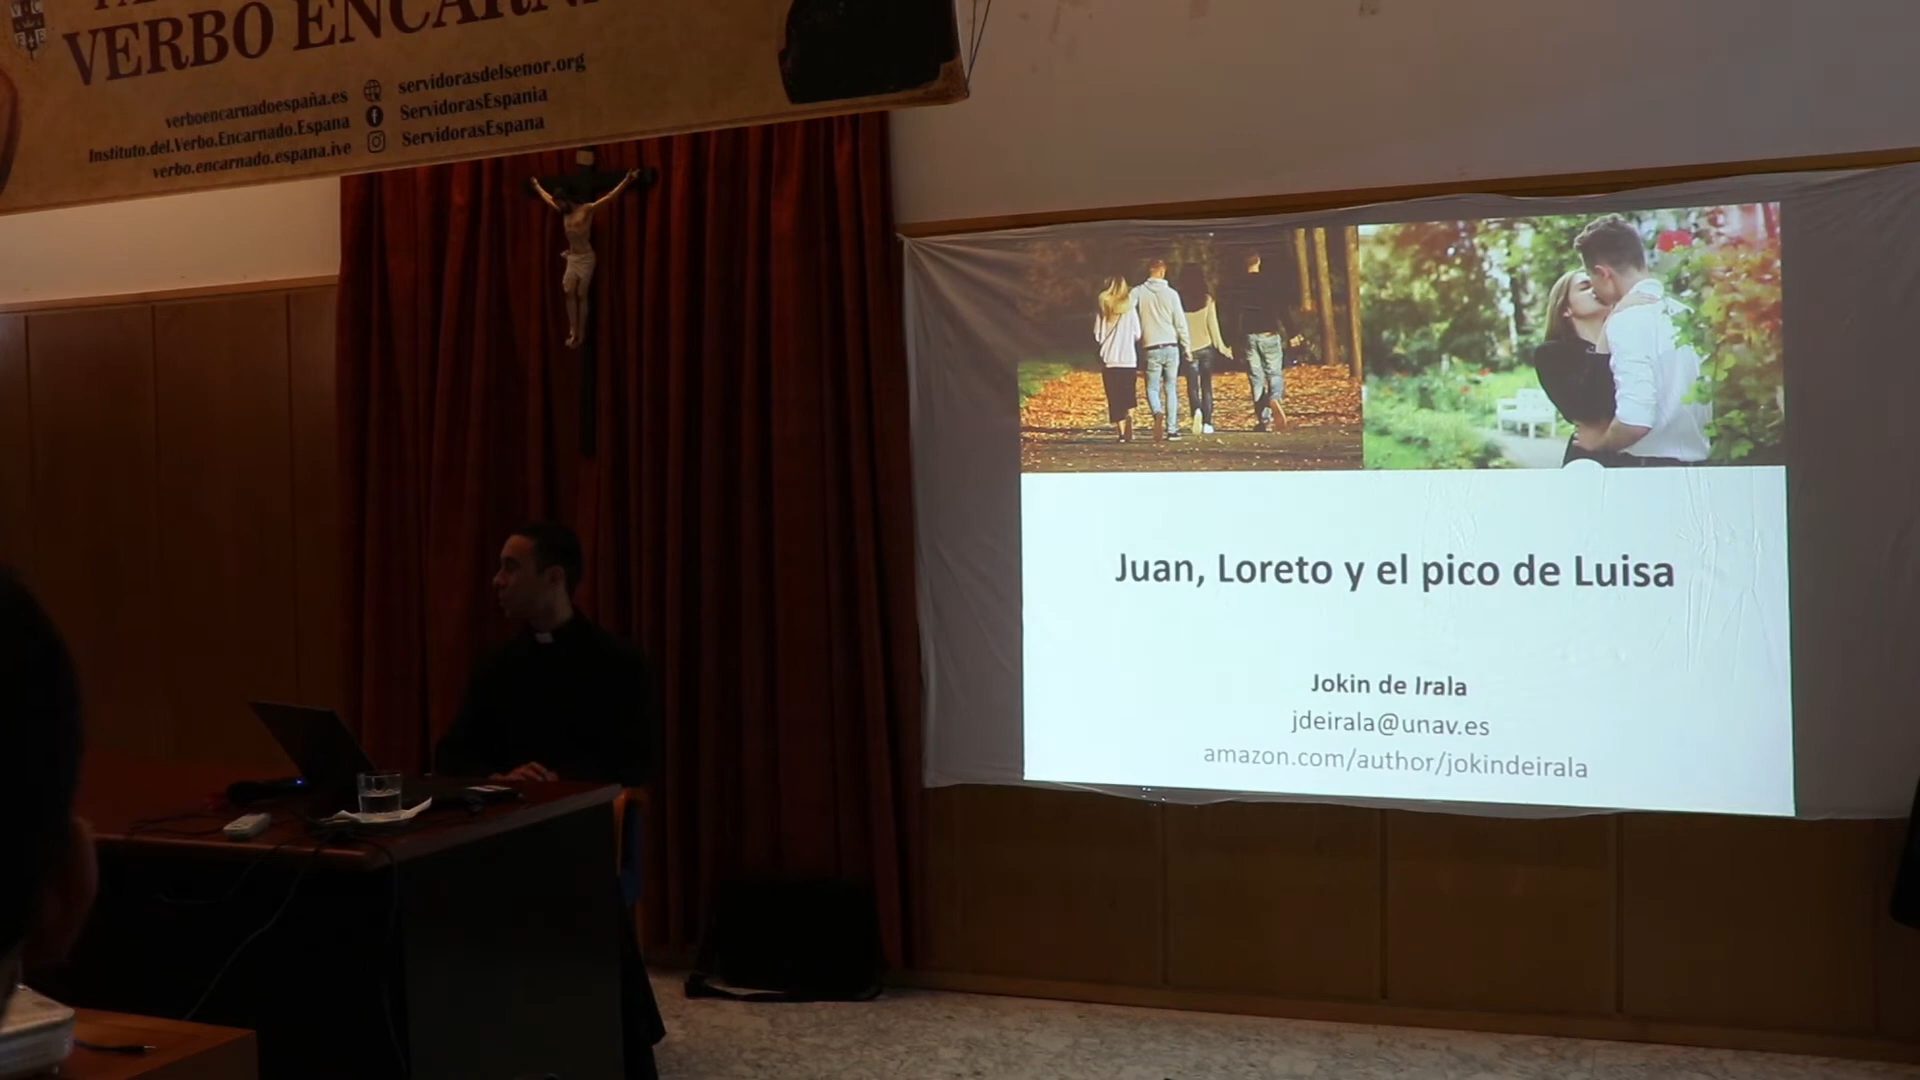 VERBO ENCARN
verboencarnadoespaña.es
Instituto.del.Verbo.Encarnado.Espana
verbo.encarnado.espana.ive
servidorasdelsenor.org
ServidorasEspania
ServidorasEspana
Juan, Loreto y el pico de Luisa
Jokin de Irala
jdeirala@unav.es
amazon.com/author/jokindeirala